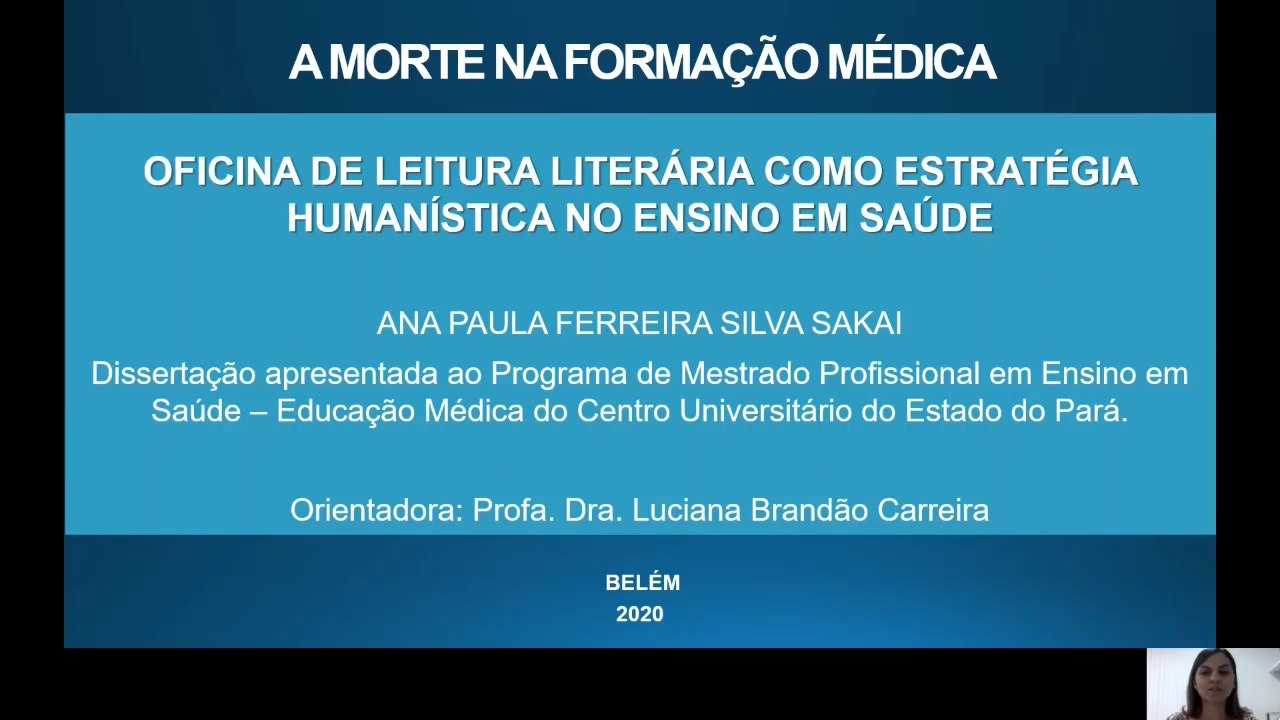 A MORTE NA FORMAÇÃO MÉDICA
OFICINA DE LEITURA LITERÁRIA COMO ESTRATÉGIA
HUMANÍSTICA NO ENSINO EM SAÚDE
ANA PAULA FERREIRA SILVA SAKAI
Dissertação apresentada ao Programa de Mestrado Profissional em Ensino em
Saúde – Educação Médica do Centro Universitário do Estado do Pará.
Orientadora: Profa. Dra. Luciana Brandão Carreira
BELÉM
2020